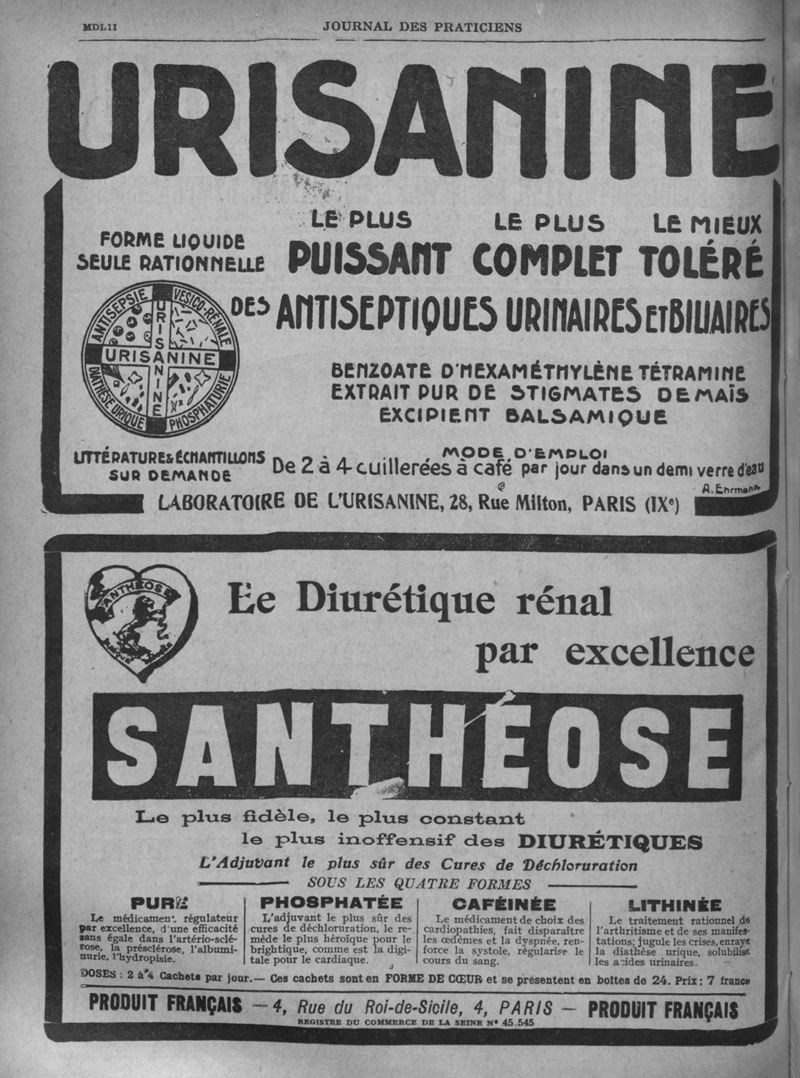 MDLII
JOURNAL DES PRATICIENS
URISANINE
FORME LIQUIDE
SEULE RATIONNELLE
LE PLUS LE PLUS LE MIEUX
PUISSANT COMPLET TOLÉRÉ
DES ANTISEPTIQUES URINAIRES ET BILIAIRES
ANTISEPSIE VESICO-RÉNALE
URISANINE
URISANINE
DIATHÈSE URIQUE PHOSPHATURIE
BENZOATE D'HEXAMÉTHYLÈNE TÉTRAMINE
EXTRAIT PUR DE STIGMATES DE MAÏS
EXCIPIENT BALSAMIQUE
LITTÉRATURE & ÉCHANTILLONS
SUR DEMANDE
MODE D'EMPLOI
De 2 à 4 cuillerées à café par jour dans un demi verre d'eau
A. Ehrmann
LABORATOIRE DE L'URISANINE, 28, Rue Milton, PARIS (IXe)
SANTHÉOSE
Le Diurétique rénal
par excellence
SANTHÉOSE
Le plus fidèle, le plus constant
le plus inoffensif des DIURÉTIQUES
L'Adjuvant le plus sûr des Cures de Déchloruration
SOUS LES QUATRE FORMES
PURE
Le médicament régulateur
par excellence, d'une efficacité
sans égale dans l'artério-sclé-
rose, la présclérose, l'albumi-
nurie, l'hydropisie.
PHOSPHATÉE
L'adjuvant le plus sûr des
cures de déchloruration, le re-
mède le plus héroïque pour le
brightique, comme est la digi-
tale pour le cardiaque.
CAFÉINÉE
Le médicament de choix des
cardiopathies, fait disparaître
les œdèmes et la dyspnée, ren-
force la systole, régularise le
cours du sang.
LITHINÉE
Le traitement rationnel de
l'arthritisme et de ses manifes-
tations; jugule les crises, enraye
la diathèse urique, solubilise
les acides urinaires.
DOSES : 2 à 4 Cachets par jour. — Ces cachets sont en FORME DE CŒUR et se présentent en boites de 24. Prix: 7 francs
PRODUIT FRANÇAIS — 4, Rue du Roi-de-Sicile, 4, PARIS — PRODUIT FRANÇAIS
REGISTRE DU COMMERCE DE LA SEINE N° 45.545